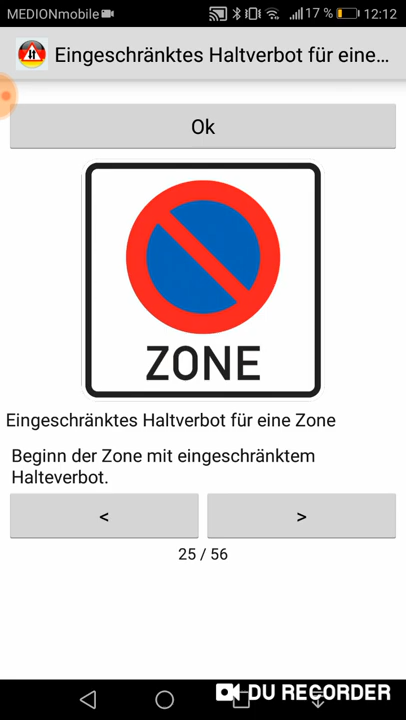 MEDIONmobile 17 % 12:12
Eingeschränktes Haltverbot für eine...
Ok
ZONE
Eingeschränktes Haltverbot für eine Zone
Beginn der Zone mit eingeschränktem
Halteverbot.
< >
25 / 56
DU RECORDER